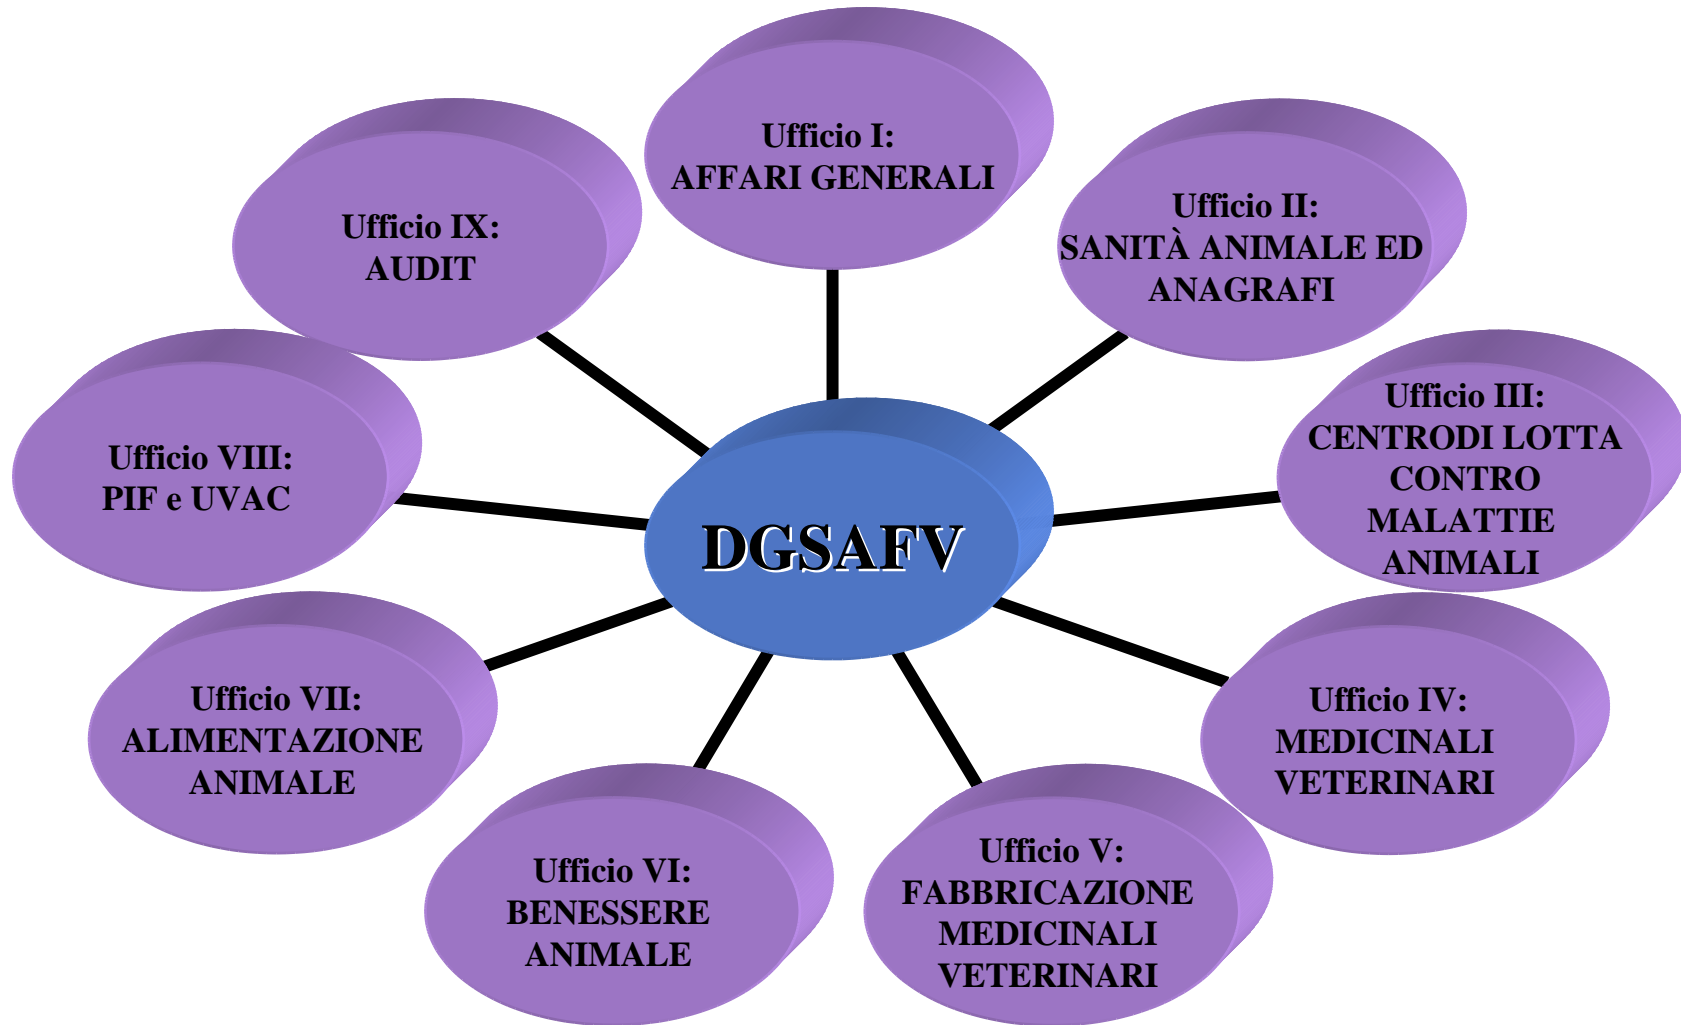 Ufficio I:
AFFARI GENERALI
Ufficio II:
SANITÀ ANIMALE ED
ANAGRAFI
Ufficio III:
CENTRODI LOTTA
CONTRO
MALATTIE
ANIMALI
Ufficio IV:
MEDICINALI
VETERINARI
Ufficio V:
FABBRICAZIONE
MEDICINALI
VETERINARI
Ufficio VI:
BENESSERE
ANIMALE
Ufficio VII:
ALIMENTAZIONE
ANIMALE
Ufficio VIII:
PIF e UVAC
Ufficio IX:
AUDIT
DGSAFV